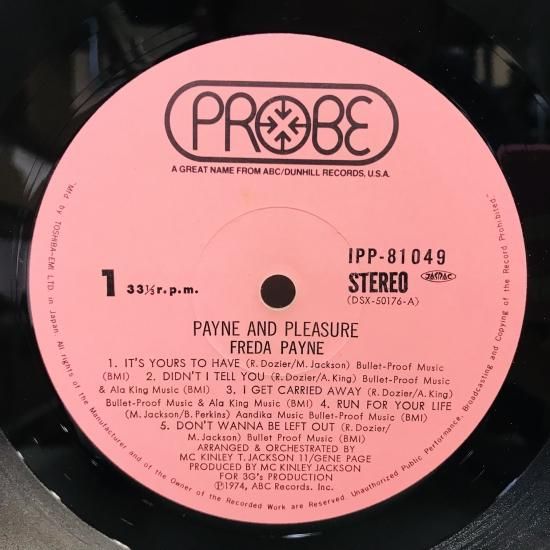 PROBE
A GREAT NAME FROM ABC/DUNHILL RECORDS, U.S.A.
IPP-81049
1 33⅓ r.p.m.
STEREO JASRAC
(DSX-50176-A)
PAYNE AND PLEASURE
FREDA PAYNE
1. IT'S YOURS TO HAVE (R.Dozier/M.Jackson) Bullet-Proof Music
(BMI) 2. DIDN'T I TELL YOU (R.Dozier/A.King) Bullet-Proof Music
& Ala King Music (BMI) 3. I GET CARRIED AWAY (R.Dozier/A.King)
Bullet-Proof Music & Ala King Music (BMI) 4. RUN FOR YOUR LIFE
(M.Jackson/B.Perkins) Aandika Music Bullet-Proof Music (BMI)
5. DON'T WANNA BE LEFT OUT (R.Dozier/
M.Jackson) Bullet Proof Music (BMI)
ARRANGED & ORCHESTRATED BY
MC KINLEY T. JACKSON 11/GENE PAGE
PRODUCED BY MC KINLEY JACKSON
FOR 3G's PRODUCTION
Ⓟ1974, ABC Records. Inc.
"Mf'd by TOSHIBA-EMI LTD in Japan. All rights of the Manufacturer and of the Owner of the Recorded Work are Reserved. Unauthorized Public Performance, Broadcasting and Copying of the Record Prohibited."